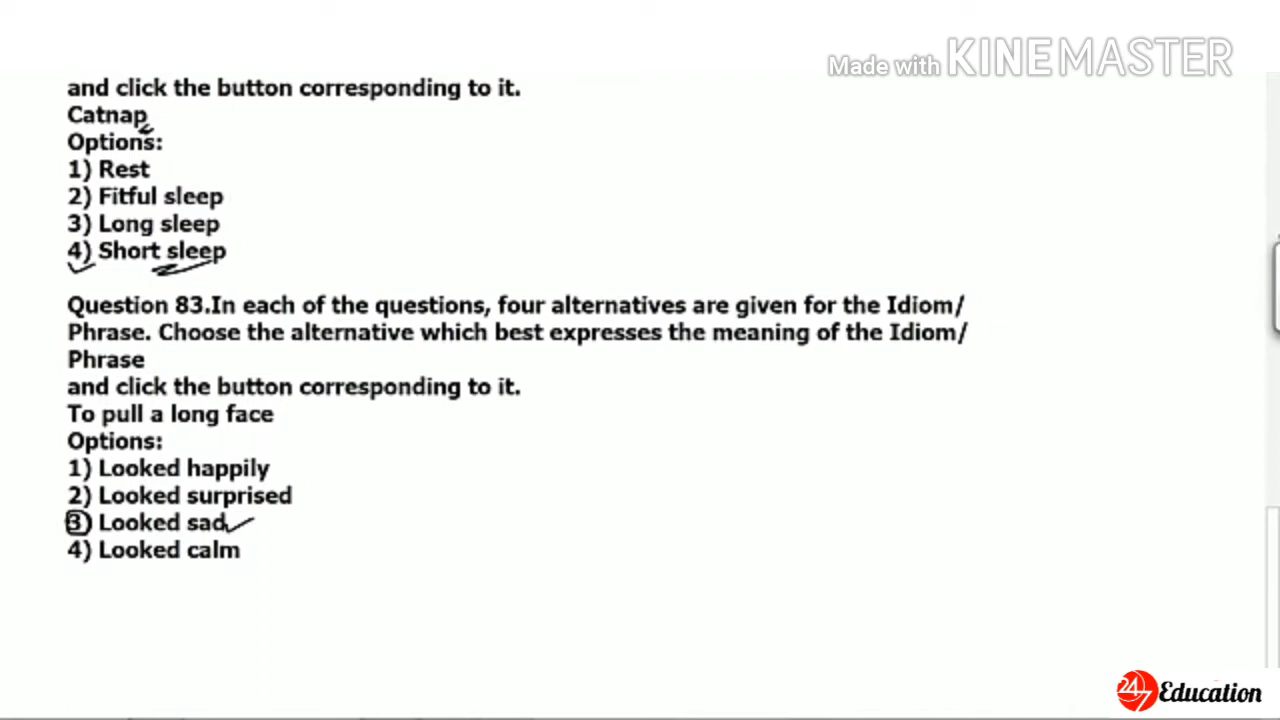 Made with KINEMASTER
and click the button corresponding to it.
Catnap
Options:
1) Rest
2) Fitful sleep
3) Long sleep
4) Short sleep
Question 83.In each of the questions, four alternatives are given for the Idiom/
Phrase. Choose the alternative which best expresses the meaning of the Idiom/
Phrase
and click the button corresponding to it.
To pull a long face
Options:
1) Looked happily
2) Looked surprised
3) Looked sad
4) Looked calm
24/7 Education